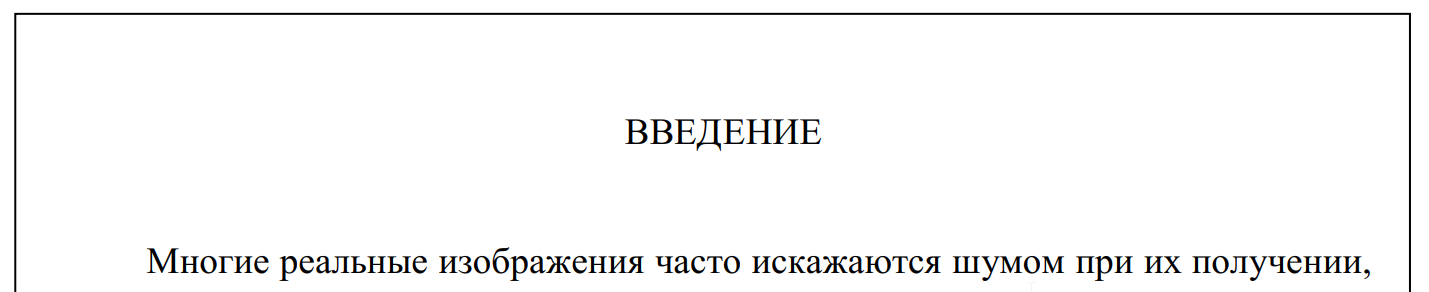 ВВЕДЕНИЕ
Многие реальные изображения часто искажаются шумом при их получении,